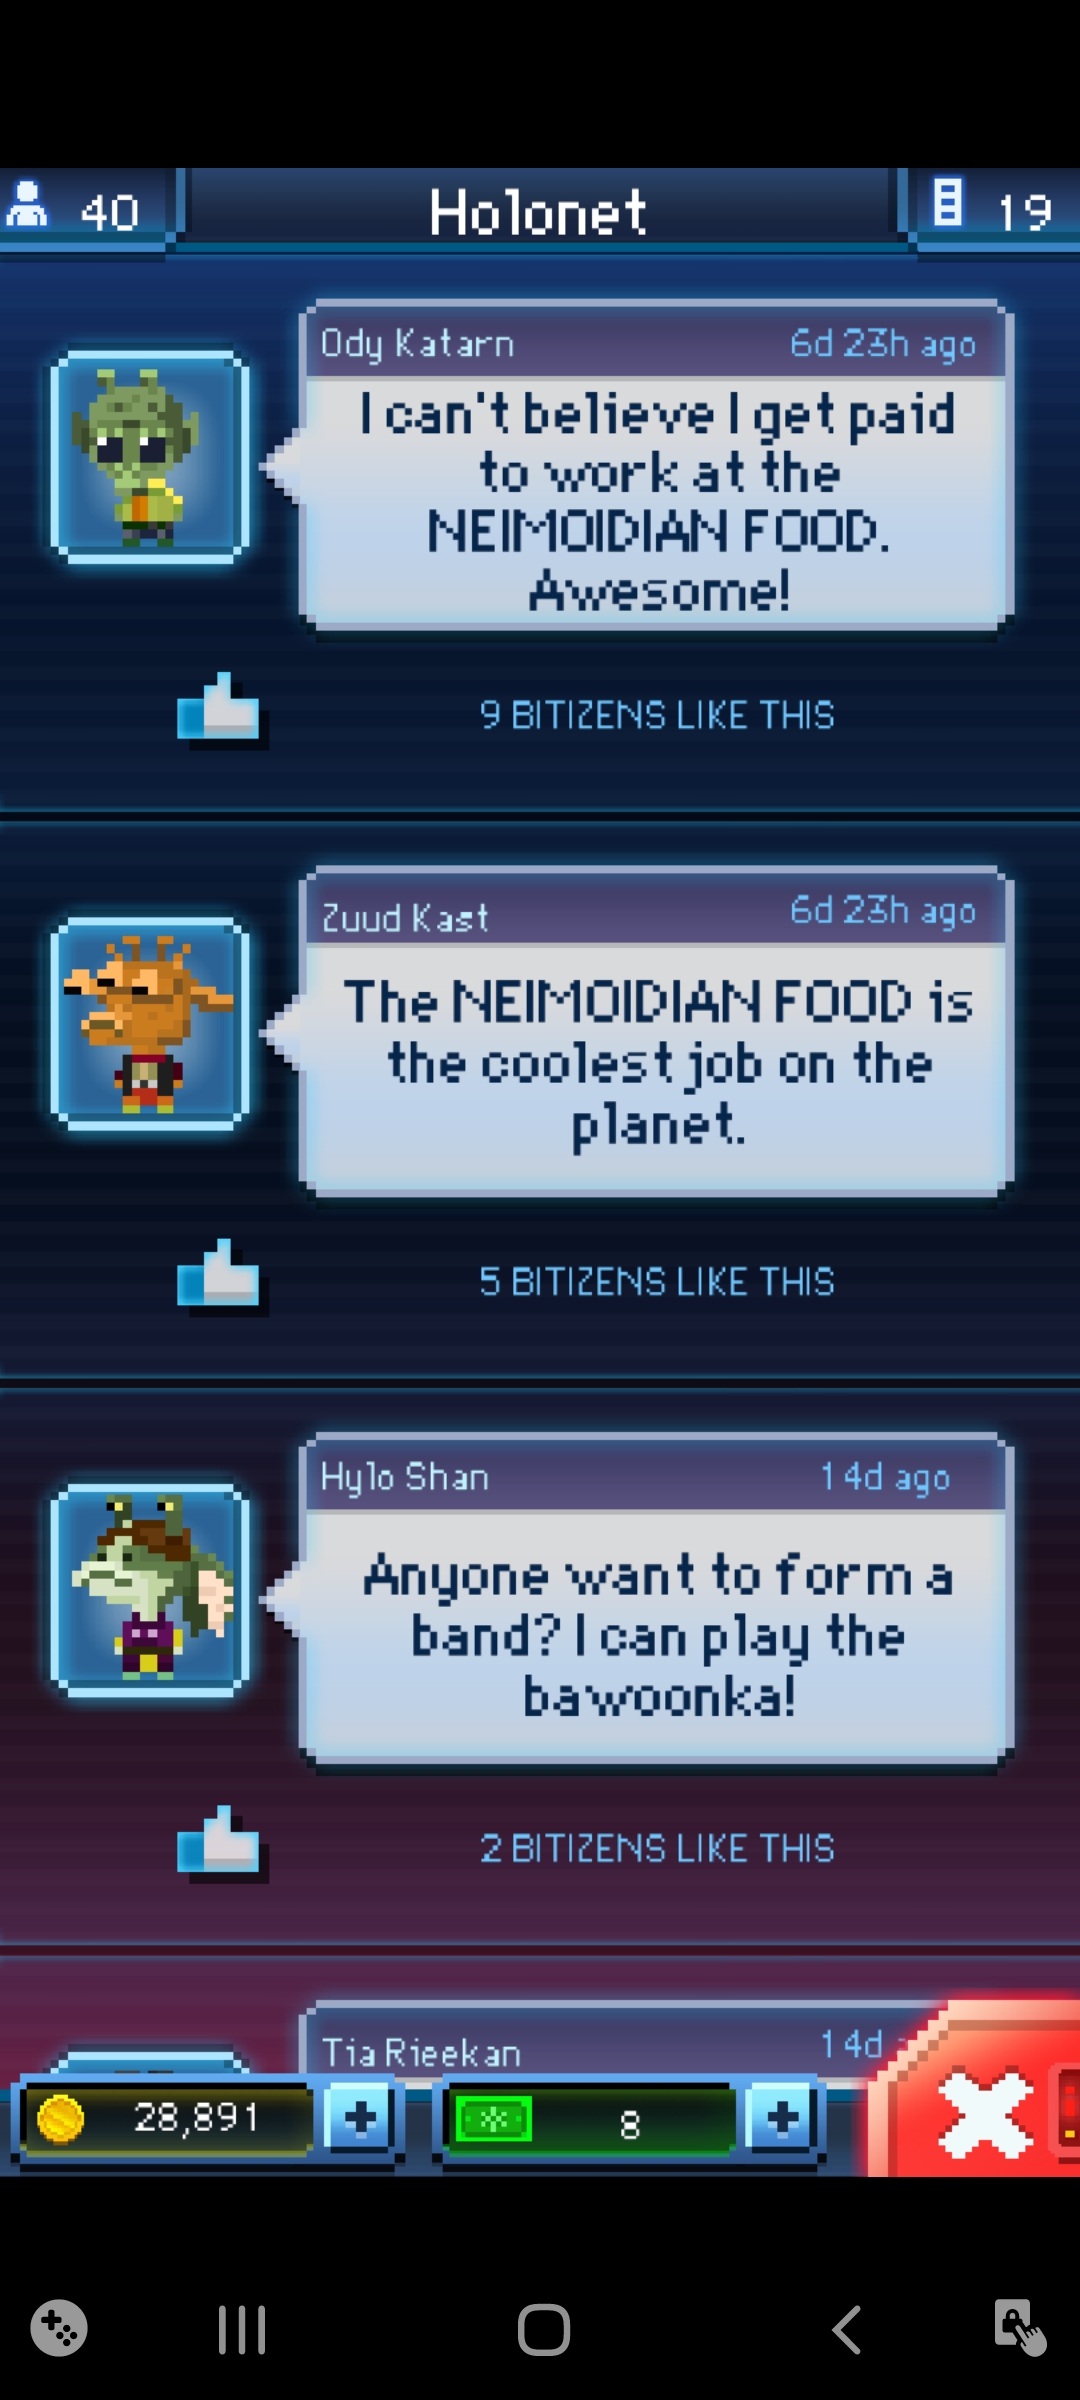 40
Holonet
19
Ody Katarn
6d 23h ago
I can't believe I get paid
to work at the
NEIMOIDIAN FOOD.
Awesome!
9 BITIZENS LIKE THIS
Zuud Kast
6d 23h ago
The NEIMOIDIAN FOOD is
the coolest job on the
planet.
5 BITIZENS LIKE THIS
Hylo Shan
14d ago
Anyone want to form a
band? I can play the
bawoonka!
2 BITIZENS LIKE THIS
Tia Rieekan
14d
28,891
8